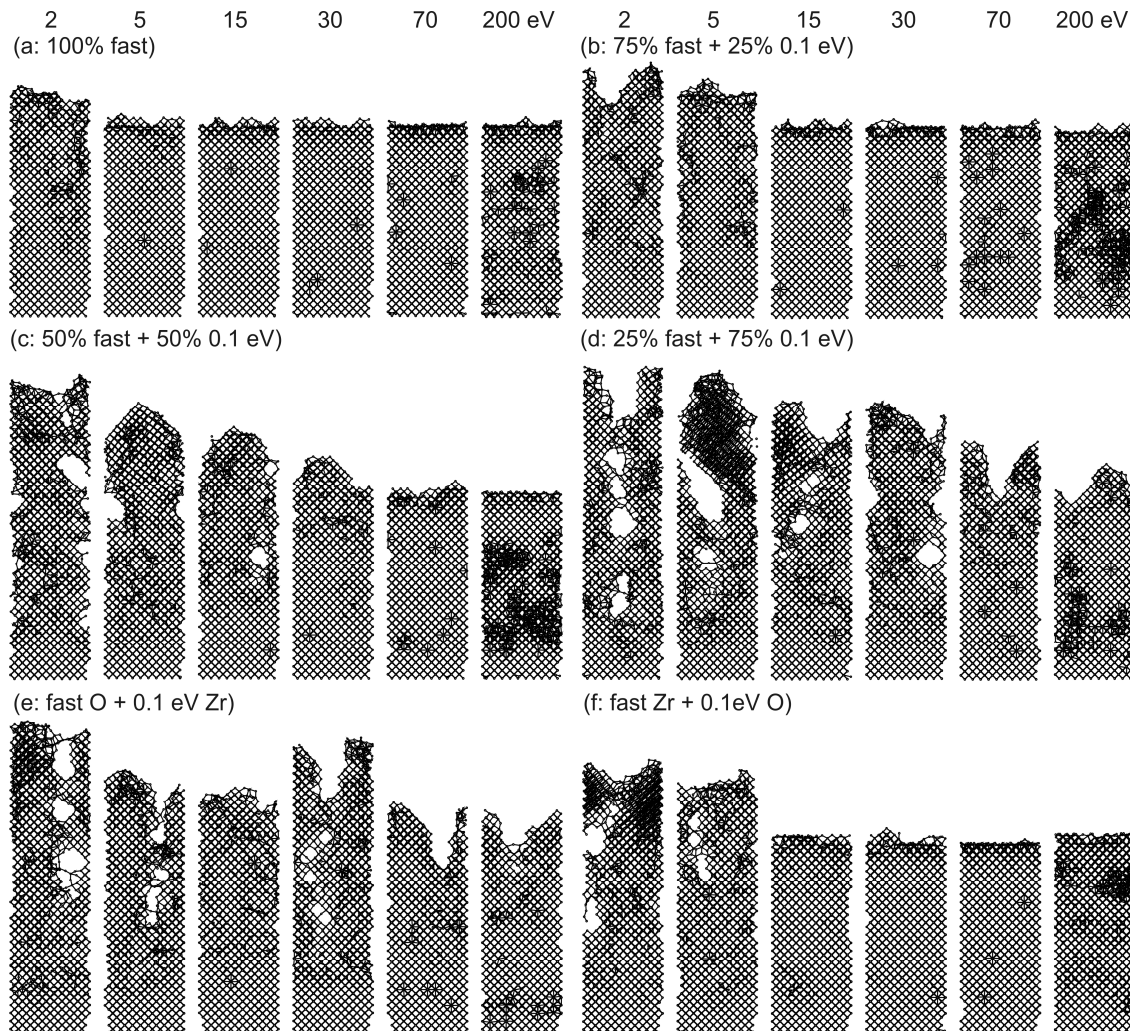 2 5 15 30 70 200 eV 2 5 15 30 70 200 eV
(a: 100% fast) (b: 75% fast + 25% 0.1 eV)
(c: 50% fast + 50% 0.1 eV) (d: 25% fast + 75% 0.1 eV)
(e: fast O + 0.1 eV Zr) (f: fast Zr + 0.1eV O)